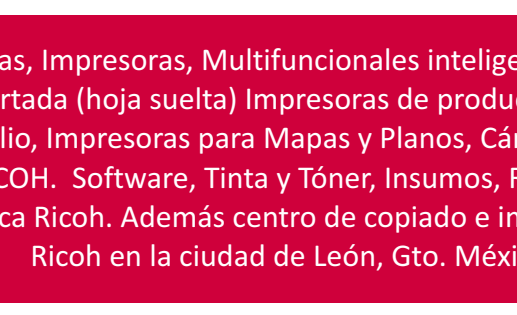 as, Impresoras, Multifuncionales intelige
rtada (hoja suelta) Impresoras de produc
lio, Impresoras para Mapas y Planos, Cá
COH.  Software, Tinta y Tóner, Insumos,
ca Ricoh. Además centro de copiado e i
Ricoh en la ciudad de León, Gto. Méxi